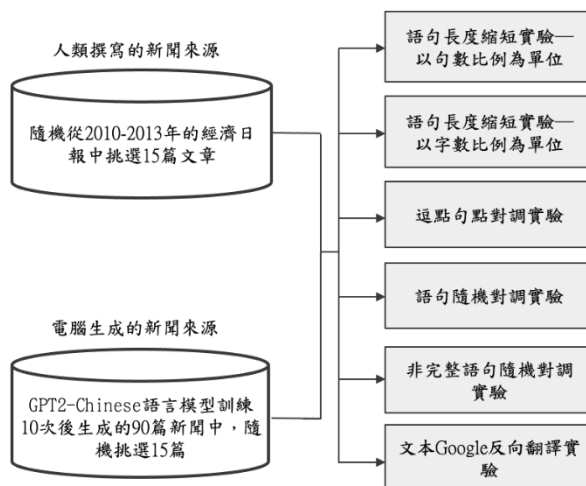 人類撰寫的新聞來源
隨機從2010-2013年的經濟日
報中挑選15篇文章
電腦生成的新聞來源
GPT2-Chinese語言模型訓練
10次後生成的90篇新聞中，隨
機挑選15篇
語句長度縮短實驗—
以句數比例為單位
語句長度縮短實驗—
以字數比例為單位
逗點句點對調實驗
語句隨機對調實驗
非完整語句隨機對調
實驗
文本Google反向翻譯實
驗